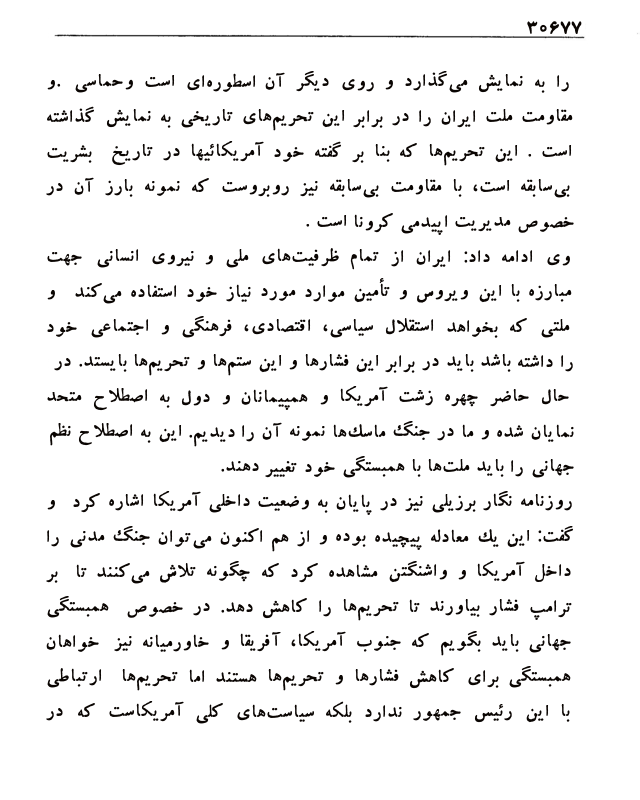 ۳۰۶۷۷
را به نمایش می‌گذارد و روی دیگر آن اسطوره‌ای است وحماسی .و
مقاومت ملت ایران را در برابر این تحریم‌های تاریخی به نمایش گذاشته
است . این تحریم‌ها که بنا بر گفته خود آمریکائیها در تاریخ بشریت
بی‌سابقه است، با مقاومت بی‌سابقه نیز روبروست که نمونه بارز آن در
خصوص مدیریت اپیدمی کرونا است .
وی ادامه داد: ایران از تمام ظرفیت‌های ملی و نیروی انسانی جهت
مبارزه با این ویروس و تأمین موارد مورد نیاز خود استفاده می‌کند و
ملتی که بخواهد استقلال سیاسی، اقتصادی، فرهنگی و اجتماعی خود
را داشته باشد باید در برابر این فشارها و این ستم‌ها و تحریم‌ها بایستد. در
حال حاضر چهره زشت آمریکا و همپیمانان و دول به اصطلاح متحد
نمایان شده و ما در جنگ ماسک‌ها نمونه آن را دیدیم. این به اصطلاح نظم
جهانی را باید ملت‌ها با همبستگی خود تغییر دهند.
روزنامه نگار برزیلی نیز در پایان به وضعیت داخلی آمریکا اشاره کرد و
گفت: این یك معادله پیچیده بوده و از هم اکنون می‌توان جنگ مدنی را
داخل آمریکا و واشنگتن مشاهده کرد که چگونه تلاش می‌کنند تا بر
ترامپ فشار بیاورند تا تحریم‌ها را کاهش دهد. در خصوص همبستگی
جهانی باید بگویم که جنوب آمریکا، آفریقا و خاورمیانه نیز خواهان
همبستگی برای کاهش فشارها و تحریم‌ها هستند اما تحریم‌ها ارتباطی
با این رئیس جمهور ندارد بلکه سیاست‌های کلی آمریکاست که در